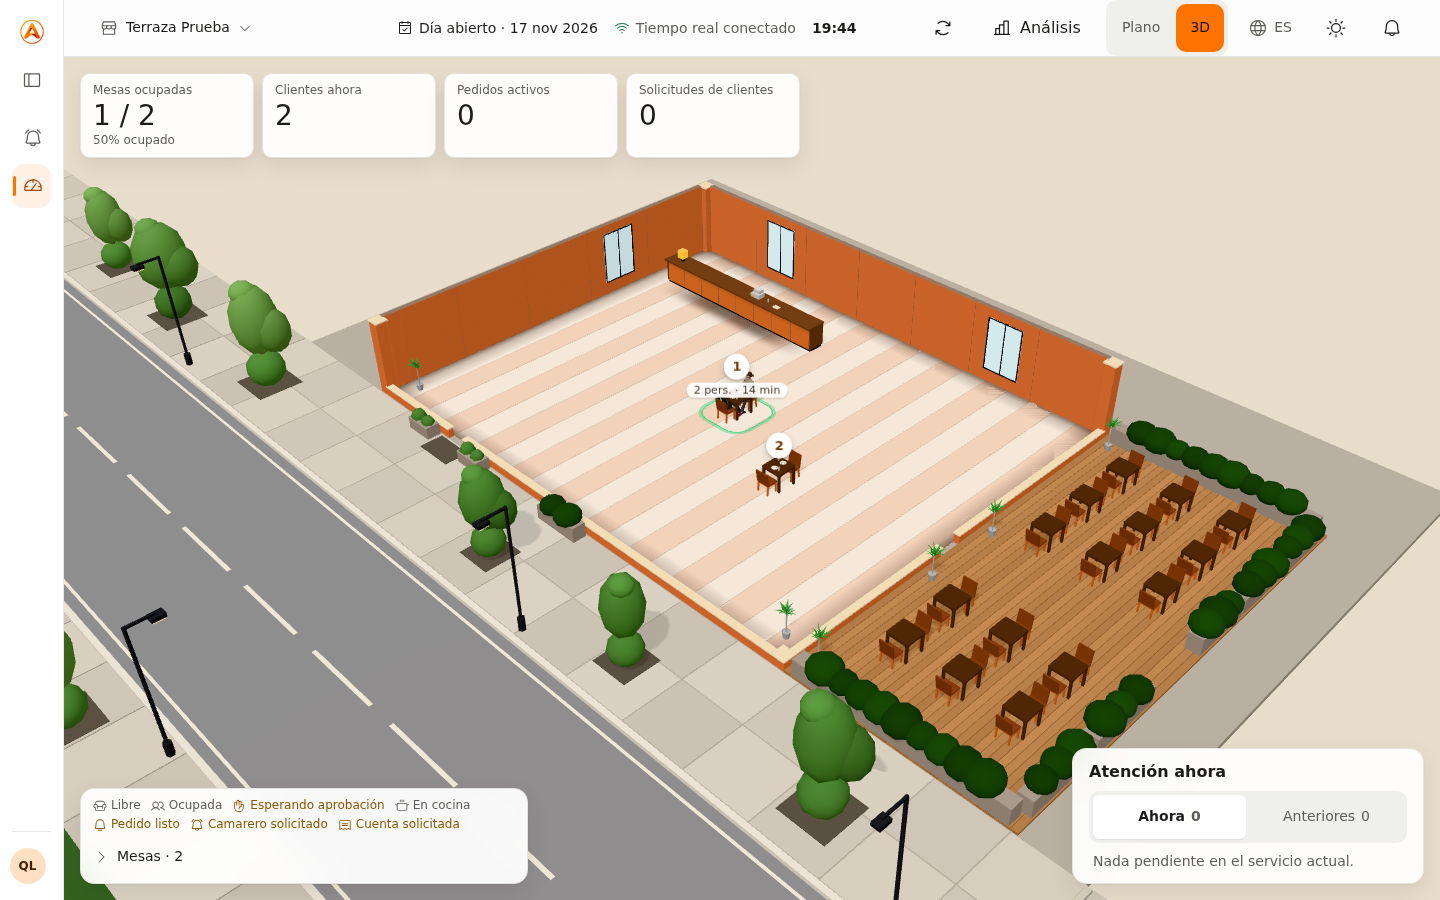 Terraza Prueba
Día abierto · 17 nov 2026
Tiempo real conectado
19:44
Análisis
Plano
3D
ES
Mesas ocupadas
1 / 2
50% ocupado
Clientes ahora
2
Pedidos activos
0
Solicitudes de clientes
0
1
2 pers. · 14 min
2
Libre
Ocupada
Esperando aprobación
En cocina
Pedido listo
Camarero solicitado
Cuenta solicitada
Mesas · 2
QL
Atención ahora
Ahora 0
Anteriores 0
Nada pendiente en el servicio actual.